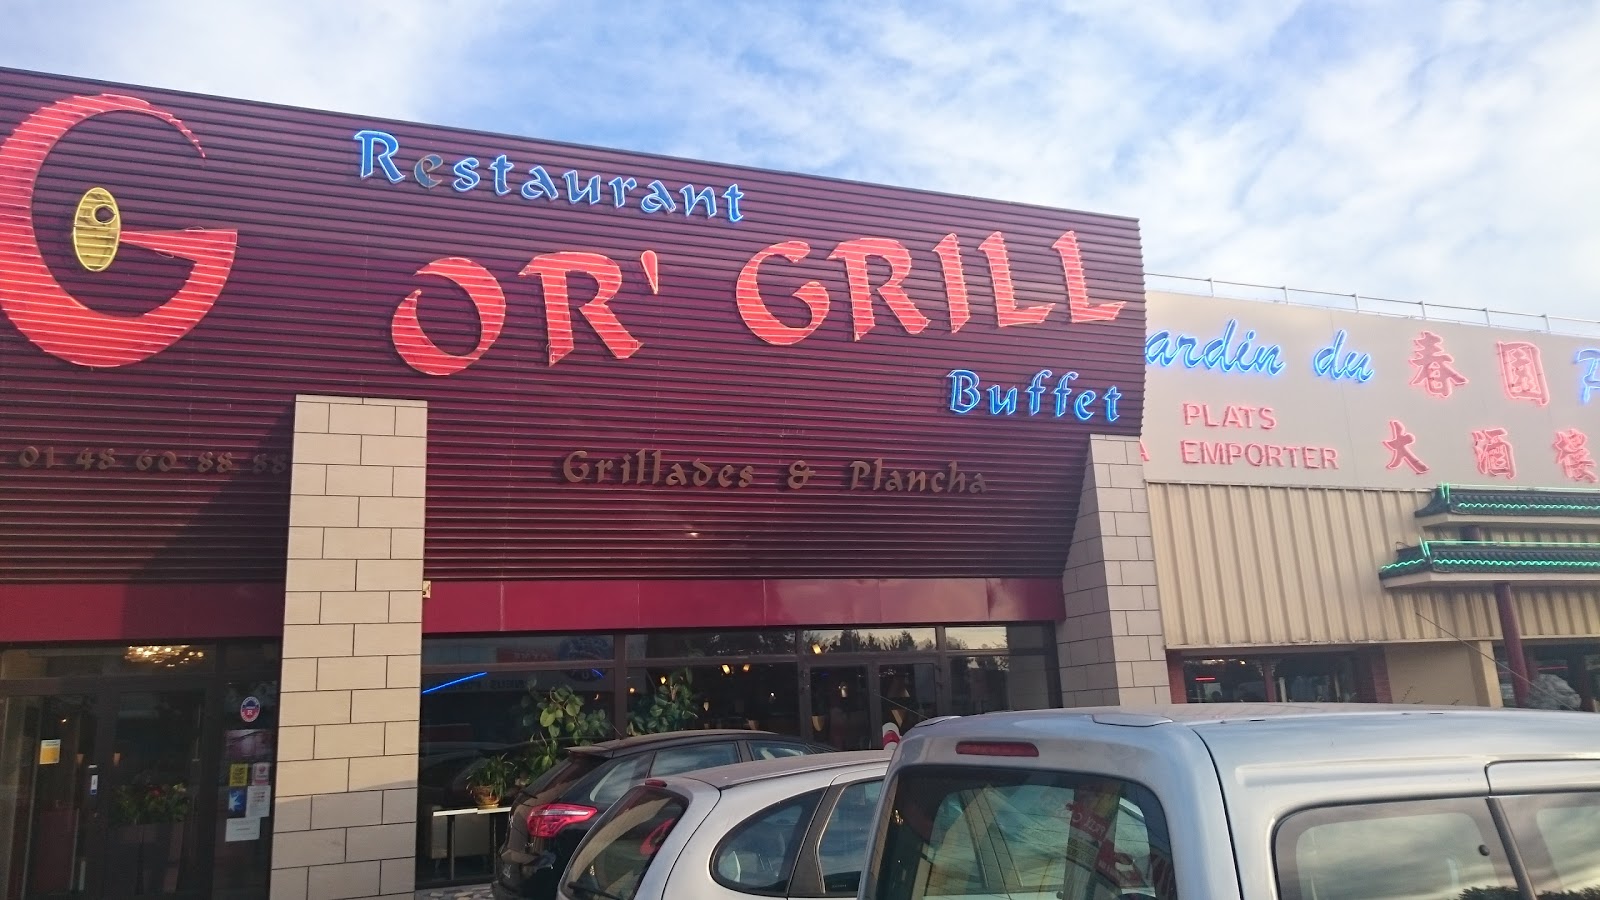 G
Restaurant
OR' GRILL
Buffet
Grillades & Plancha
01 48 60 88 88
ardin du 春園
PLATS
A EMPORTER
大酒樓